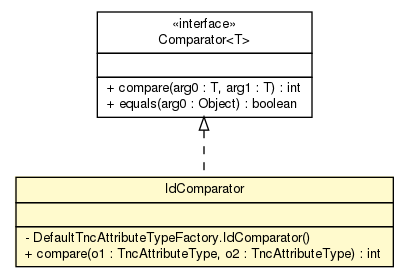 «interface»
Comparator<T>
+ compare(arg0 : T, arg1 : T) : int
+ equals(arg0 : Object) : boolean
IdComparator
- DefaultTncAttributeTypeFactory.IdComparator()
+ compare(o1 : TncAttributeType, o2 : TncAttributeType) : int